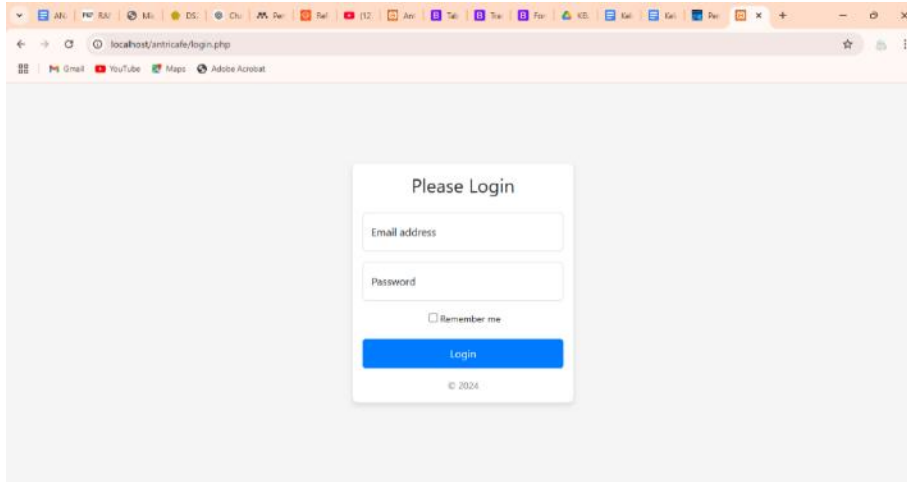 localhost/antricafe/login.php
Gmail YouTube Maps Adobe Acrobat
Please Login
Email address
Password
Remember me
Login
© 2024